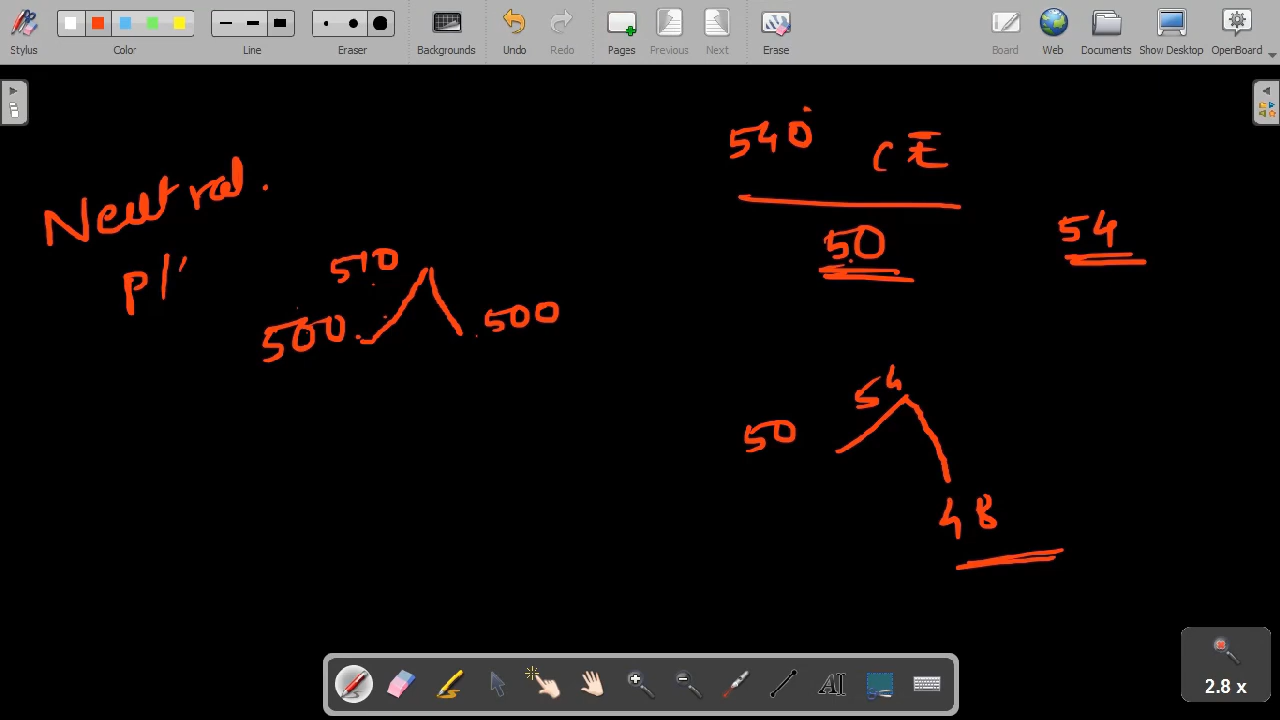 Stylus
Color
Line
Eraser
Backgrounds
Undo
Redo
Pages
Previous
Next
Erase
Board
Web
Documents
Show Desktop
OpenBoard
Neutral.
510
500
500
540 CE
50
54
54
50
48
2.8 x